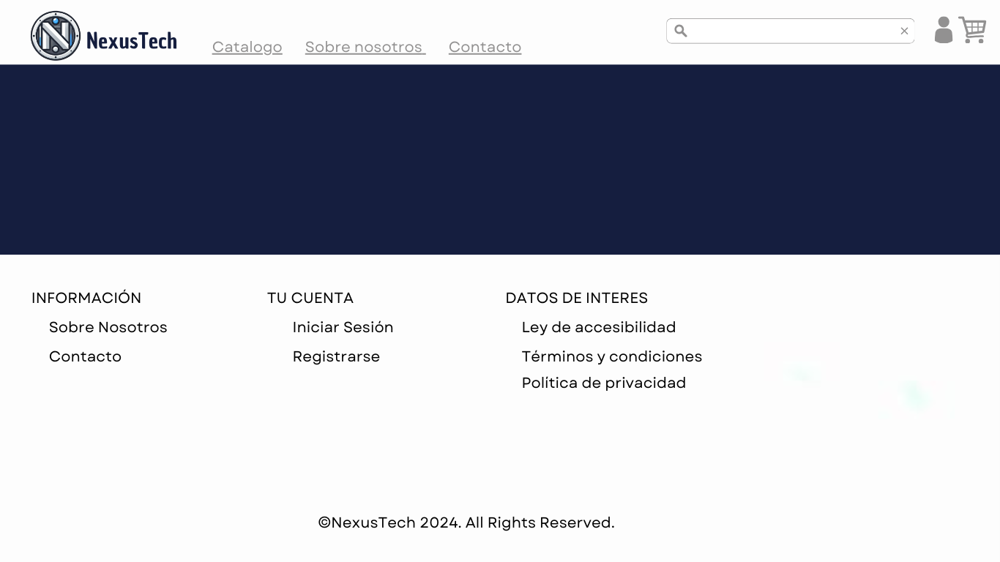 NexusTech
Catalogo Sobre nosotros Contacto
INFORMACIÓN
Sobre Nosotros
Contacto
TU CUENTA
Iniciar Sesión
Registrarse
DATOS DE INTERES
Ley de accesibilidad
Términos y condiciones
Política de privacidad
©NexusTech 2024. All Rights Reserved.